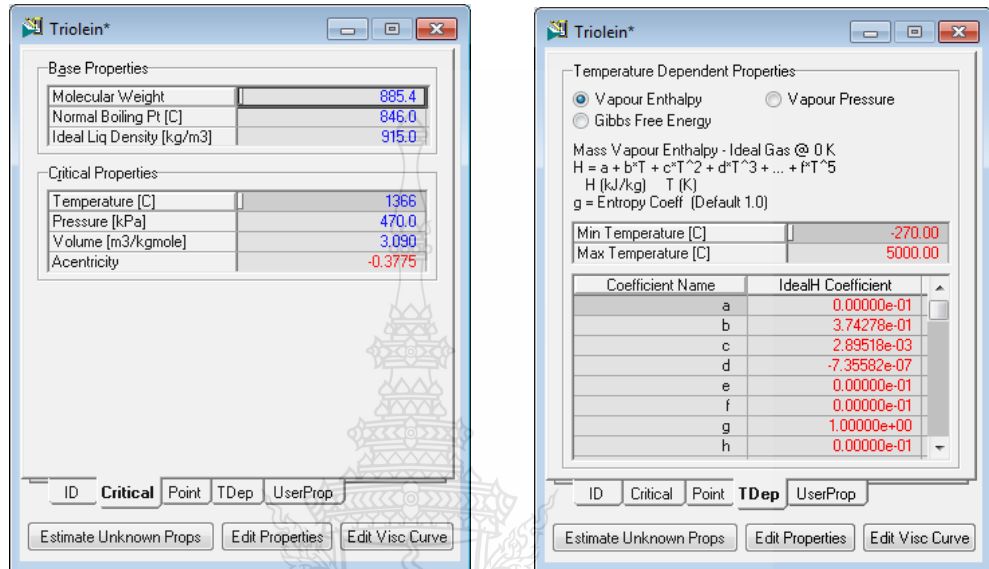 Triolein*
Base Properties
Molecular Weight 885.4
Normal Boiling Pt [C] 846.0
Ideal Liq Density [kg/m3] 915.0
Critical Properties
Temperature [C] 1366
Pressure [kPa] 470.0
Volume [m3/kgmole] 3.090
Acentricity -0.3775
ID Critical Point TDep UserProp
Estimate Unknown Props Edit Properties Edit Visc Curve
Triolein*
Temperature Dependent Properties
Vapour Enthalpy Vapour Pressure
Gibbs Free Energy
Mass Vapour Enthalpy - Ideal Gas @ 0 K
H = a + b*T + c*T^2 + d*T^3 + ... + f*T^5
H (kJ/kg) T (K)
g = Entropy Coeff (Default 1.0)
Min Temperature [C] -270.00
Max Temperature [C] 5000.00
Coefficient Name IdealH Coefficient
a 0.00000e-01
b 3.74278e-01
c 2.89518e-03
d -7.35582e-07
e 0.00000e-01
f 0.00000e-01
g 1.00000e+00
h 0.00000e-01
ID Critical Point TDep UserProp
Estimate Unknown Props Edit Properties Edit Visc Curve